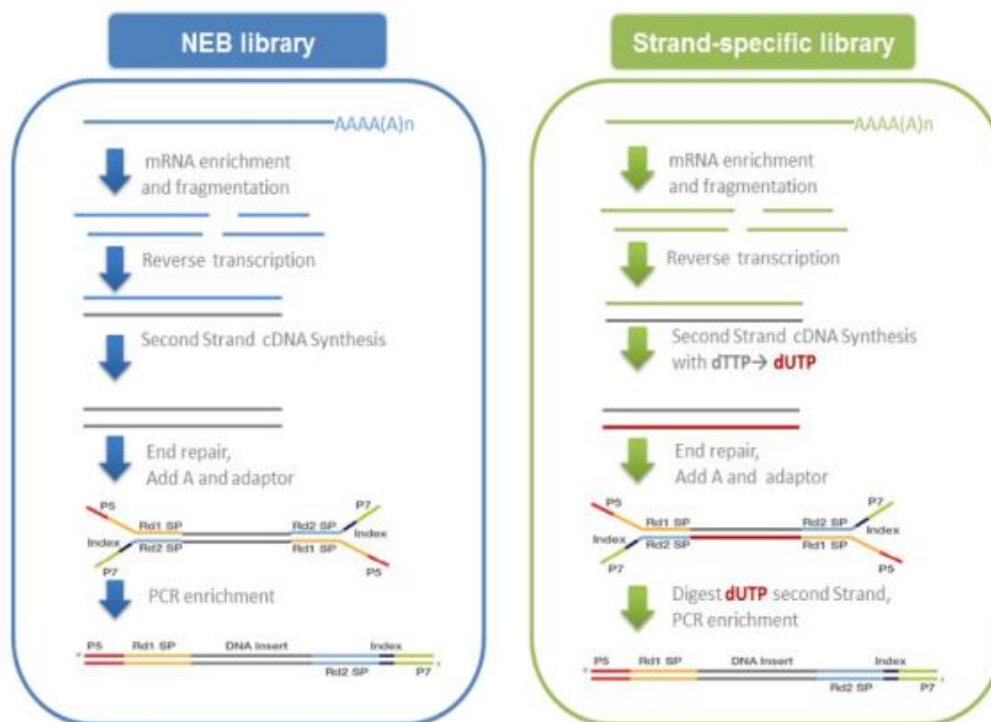 NEB library
AAAA(A)n
mRNA enrichment
and fragmentation
Reverse transcription
Second Strand cDNA Synthesis
End repair,
Add A and adaptor
P5
P7
Rd1 SP
Rd2 SP
Index
Index
Rd2 SP
Rd1 SP
P7
P5
PCR enrichment
P5
Rd1 SP
DNA Insert
Index
Rd2 SP
P7
Strand-specific library
AAAA(A)n
mRNA enrichment
and fragmentation
Reverse transcription
Second Strand cDNA Synthesis
with dTTP→ dUTP
End repair,
Add A and adaptor
P5
P7
Rd1 SP
Rd2 SP
Index
Index
Rd2 SP
Rd1 SP
P7
P5
Digest dUTP second Strand,
PCR enrichment
P5
Rd1 SP
DNA Insert
Index
Rd2 SP
P7